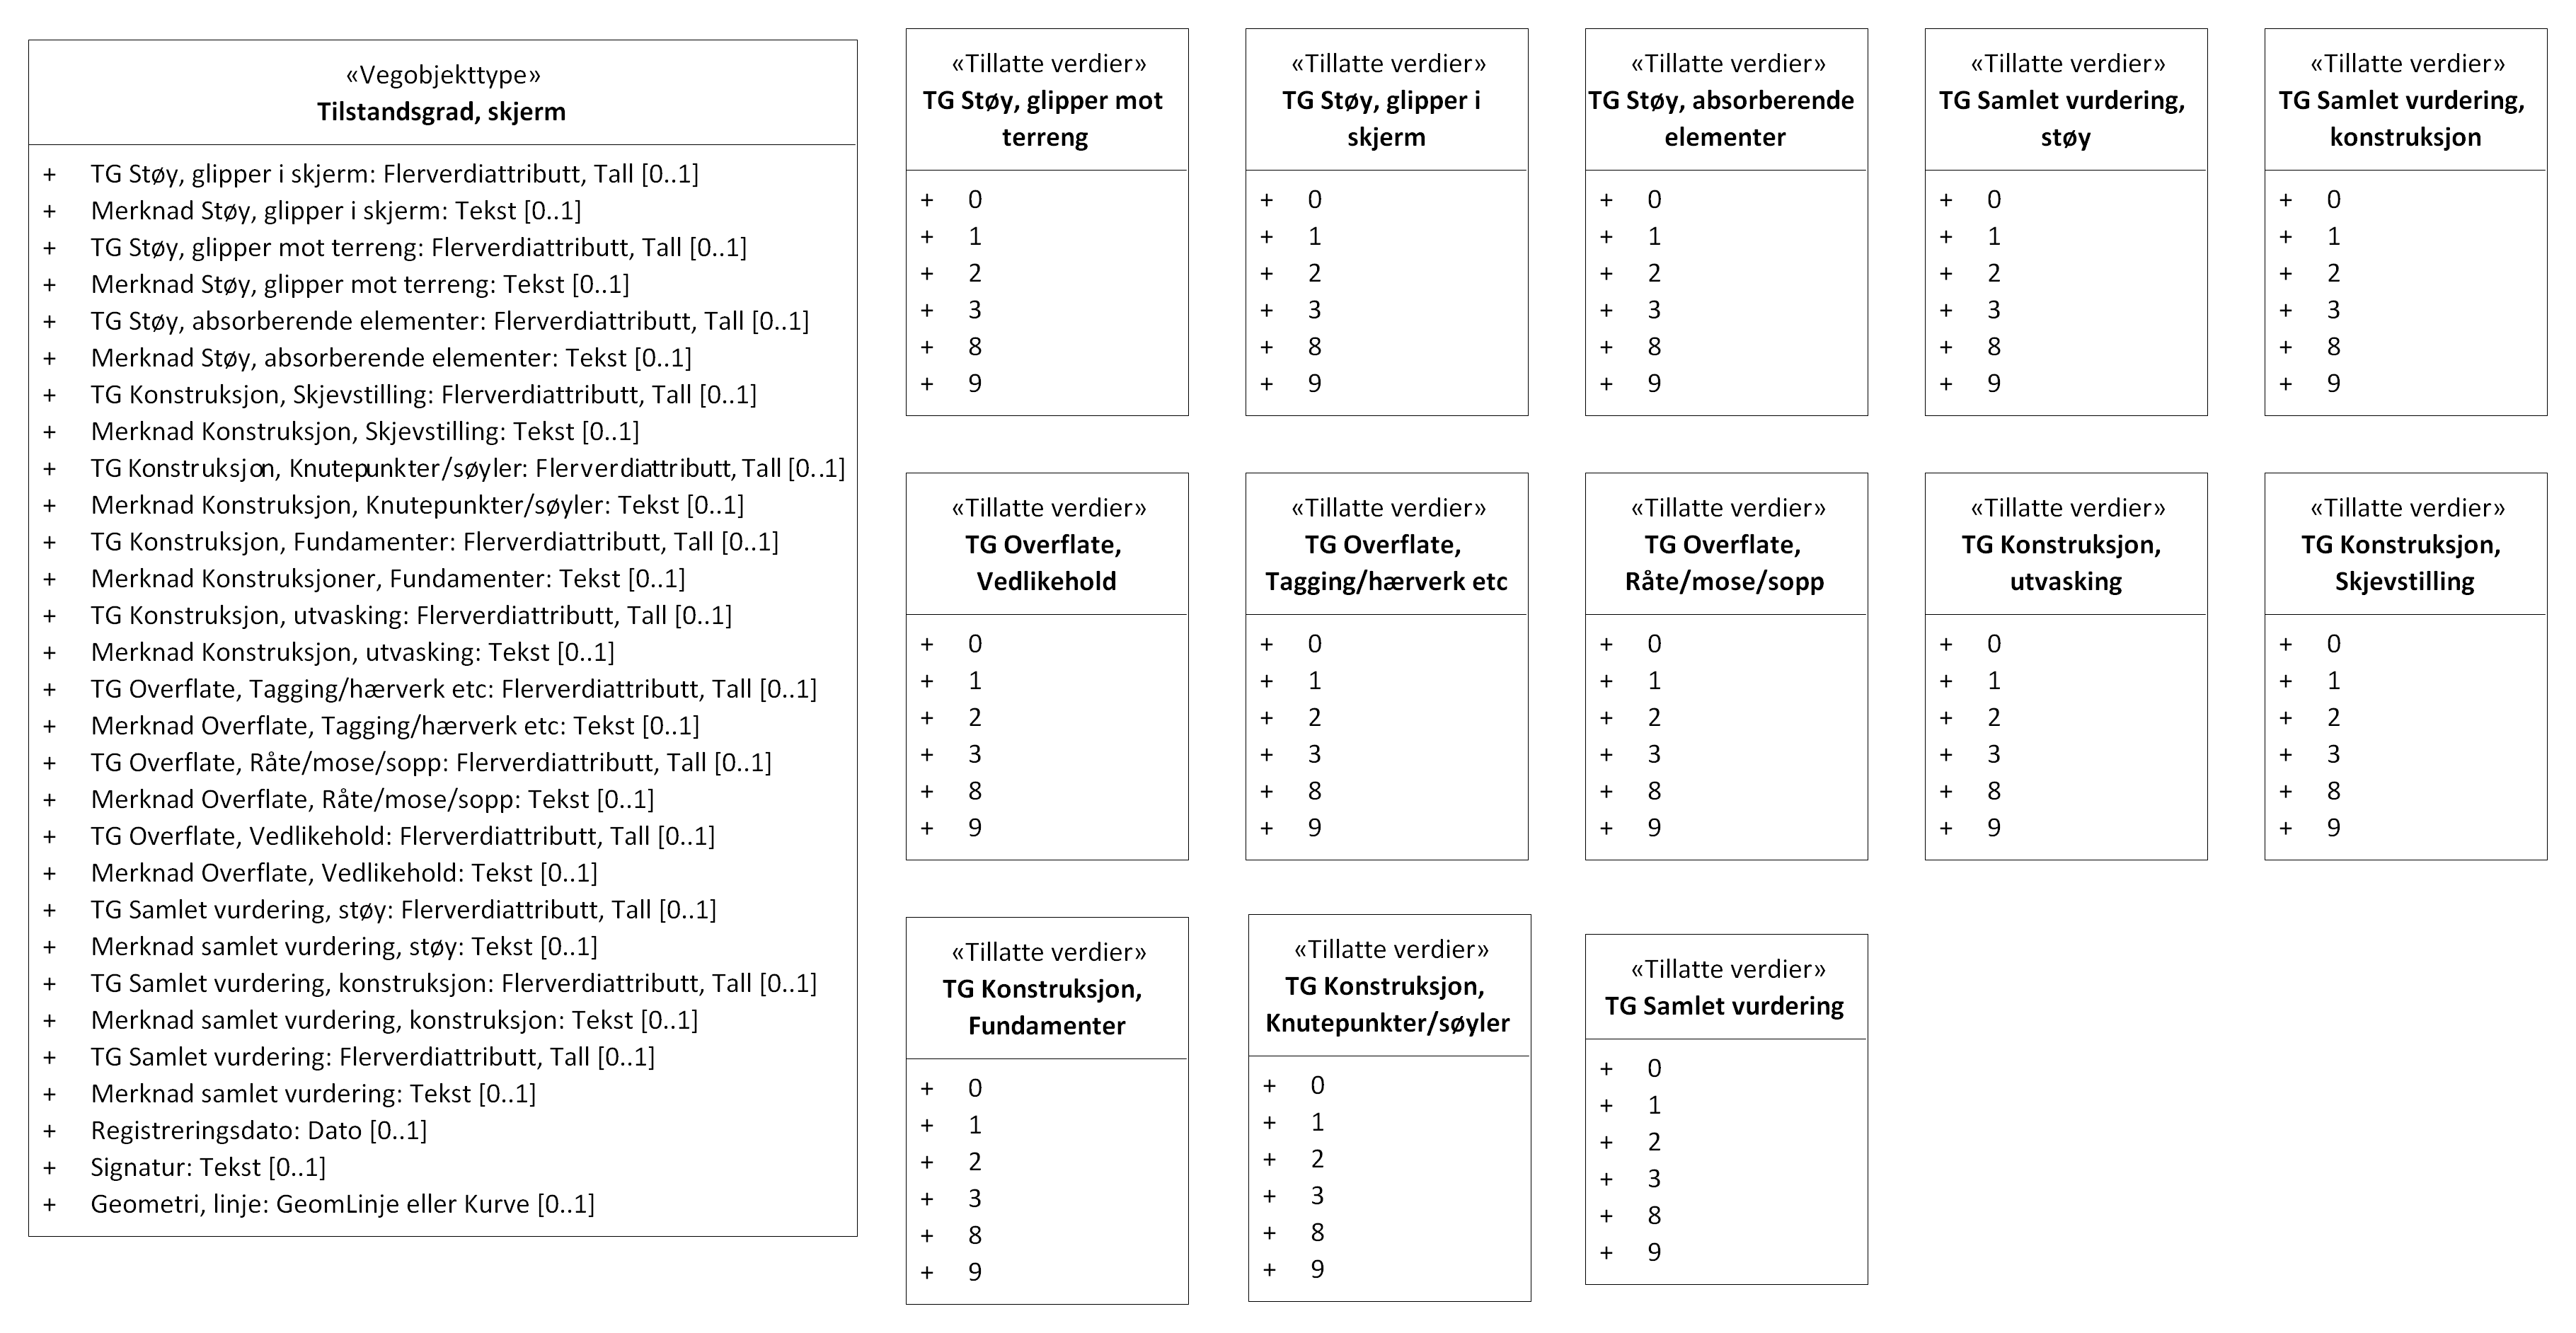 «Vegobjekttype»
Tilstandsgrad, skjerm
+ TG Støy, glipper i skjerm: Flerverdiattributt, Tall [0..1]
+ Merknad Støy, glipper i skjerm: Tekst [0..1]
+ TG Støy, glipper mot terreng: Flerverdiattributt, Tall [0..1]
+ Merknad Støy, glipper mot terreng: Tekst [0..1]
+ TG Støy, absorberende elementer: Flerverdiattributt, Tall [0..1]
+ Merknad Støy, absorberende elementer: Tekst [0..1]
+ TG Konstruksjon, Skjevstilling: Flerverdiattributt, Tall [0..1]
+ Merknad Konstruksjon, Skjevstilling: Tekst [0..1]
+ TG Konstruksjon, Knutepunkter/søyler: Flerverdiattributt, Tall [0..1]
+ Merknad Konstruksjon, Knutepunkter/søyler: Tekst [0..1]
+ TG Konstruksjon, Fundamenter: Flerverdiattributt, Tall [0..1]
+ Merknad Konstruksjoner, Fundamenter: Tekst [0..1]
+ TG Konstruksjon, utvasking: Flerverdiattributt, Tall [0..1]
+ Merknad Konstruksjon, utvasking: Tekst [0..1]
+ TG Overflate, Tagging/hærverk etc: Flerverdiattributt, Tall [0..1]
+ Merknad Overflate, Tagging/hærverk etc: Tekst [0..1]
+ TG Overflate, Råte/mose/sopp: Flerverdiattributt, Tall [0..1]
+ Merknad Overflate, Råte/mose/sopp: Tekst [0..1]
+ TG Overflate, Vedlikehold: Flerverdiattributt, Tall [0..1]
+ Merknad Overflate, Vedlikehold: Tekst [0..1]
+ TG Samlet vurdering, støy: Flerverdiattributt, Tall [0..1]
+ Merknad samlet vurdering, støy: Tekst [0..1]
+ TG Samlet vurdering, konstruksjon: Flerverdiattributt, Tall [0..1]
+ Merknad samlet vurdering, konstruksjon: Tekst [0..1]
+ TG Samlet vurdering: Flerverdiattributt, Tall [0..1]
+ Merknad samlet vurdering: Tekst [0..1]
+ Registreringsdato: Dato [0..1]
+ Signatur: Tekst [0..1]
+ Geometri, linje: GeomLinje eller Kurve [0..1]
«Tillatte verdier»
TG Støy, glipper mot
terreng
+ 0
+ 1
+ 2
+ 3
+ 8
+ 9
«Tillatte verdier»
TG Støy, glipper i
skjerm
+ 0
+ 1
+ 2
+ 3
+ 8
+ 9
«Tillatte verdier»
TG Støy, absorberende
elementer
+ 0
+ 1
+ 2
+ 3
+ 8
+ 9
«Tillatte verdier»
TG Samlet vurdering,
støy
+ 0
+ 1
+ 2
+ 3
+ 8
+ 9
«Tillatte verdier»
TG Samlet vurdering,
konstruksjon
+ 0
+ 1
+ 2
+ 3
+ 8
+ 9
«Tillatte verdier»
TG Overflate,
Vedlikehold
+ 0
+ 1
+ 2
+ 3
+ 8
+ 9
«Tillatte verdier»
TG Overflate,
Tagging/hærverk etc
+ 0
+ 1
+ 2
+ 3
+ 8
+ 9
«Tillatte verdier»
TG Overflate,
Råte/mose/sopp
+ 0
+ 1
+ 2
+ 3
+ 8
+ 9
«Tillatte verdier»
TG Konstruksjon,
utvasking
+ 0
+ 1
+ 2
+ 3
+ 8
+ 9
«Tillatte verdier»
TG Konstruksjon,
Skjevstilling
+ 0
+ 1
+ 2
+ 3
+ 8
+ 9
«Tillatte verdier»
TG Konstruksjon,
Fundamenter
+ 0
+ 1
+ 2
+ 3
+ 8
+ 9
«Tillatte verdier»
TG Konstruksjon,
Knutepunkter/søyler
+ 0
+ 1
+ 2
+ 3
+ 8
+ 9
«Tillatte verdier»
TG Samlet vurdering
+ 0
+ 1
+ 2
+ 3
+ 8
+ 9